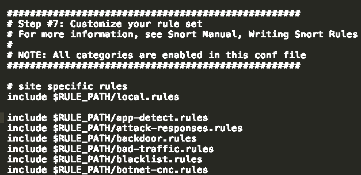 ###################################################
# Step #7: Customize your rule set
# For more information, see Snort Manual, Writing Snort Rules
#
# NOTE: All categories are enabled in this conf file
###################################################
# site specific rules
include $RULE_PATH/local.rules
include $RULE_PATH/app-detect.rules
include $RULE_PATH/attack-responses.rules
include $RULE_PATH/backdoor.rules
include $RULE_PATH/bad-traffic.rules
include $RULE_PATH/blacklist.rules
include $RULE_PATH/botnet-cnc.rules